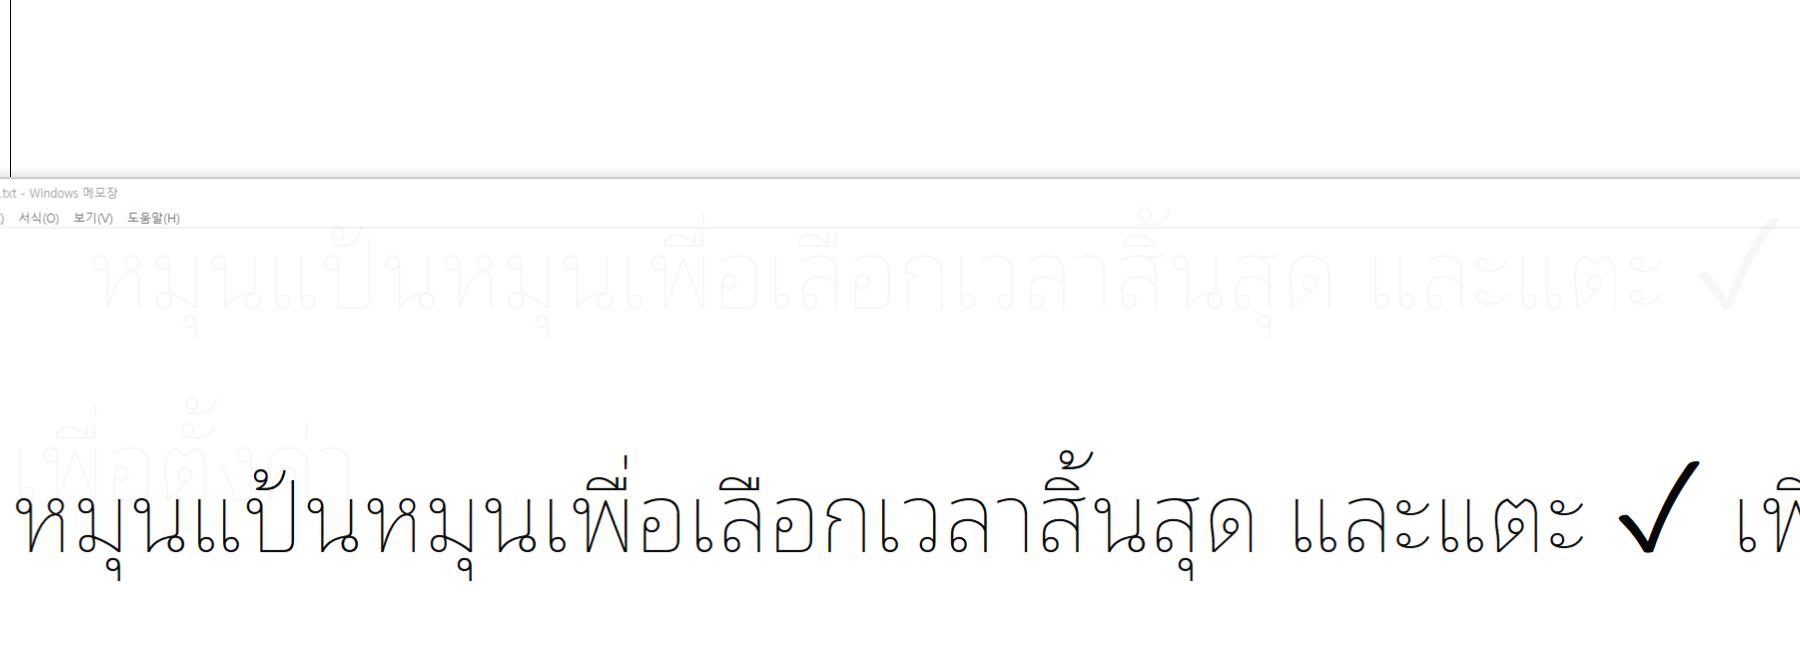 .txt - Windows 메모장
) 서식(O) 보기(V) 도움말(H)
หมุนแป้นหมุนเพื่อเลือกเวลาสิ้นสุด และแตะ ✓
เพื่อตั้งค่า
หมุนแป้นหมุนเพื่อเลือกเวลาสิ้นสุด และแตะ ✓ เพิ